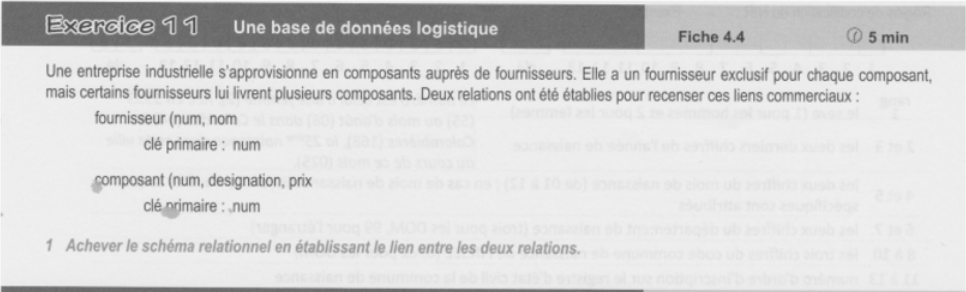 Exercice 11 Une base de données logistique Fiche 4.4 5 min
Une entreprise industrielle s'approvisionne en composants auprès de fournisseurs. Elle a un fournisseur exclusif pour chaque composant,
mais certains fournisseurs lui livrent plusieurs composants. Deux relations ont été établies pour recenser ces liens commerciaux :
fournisseur (num, nom
clé primaire : num
composant (num, designation, prix
clé primaire : num
1 Achever le schéma relationnel en établissant le lien entre les deux relations.